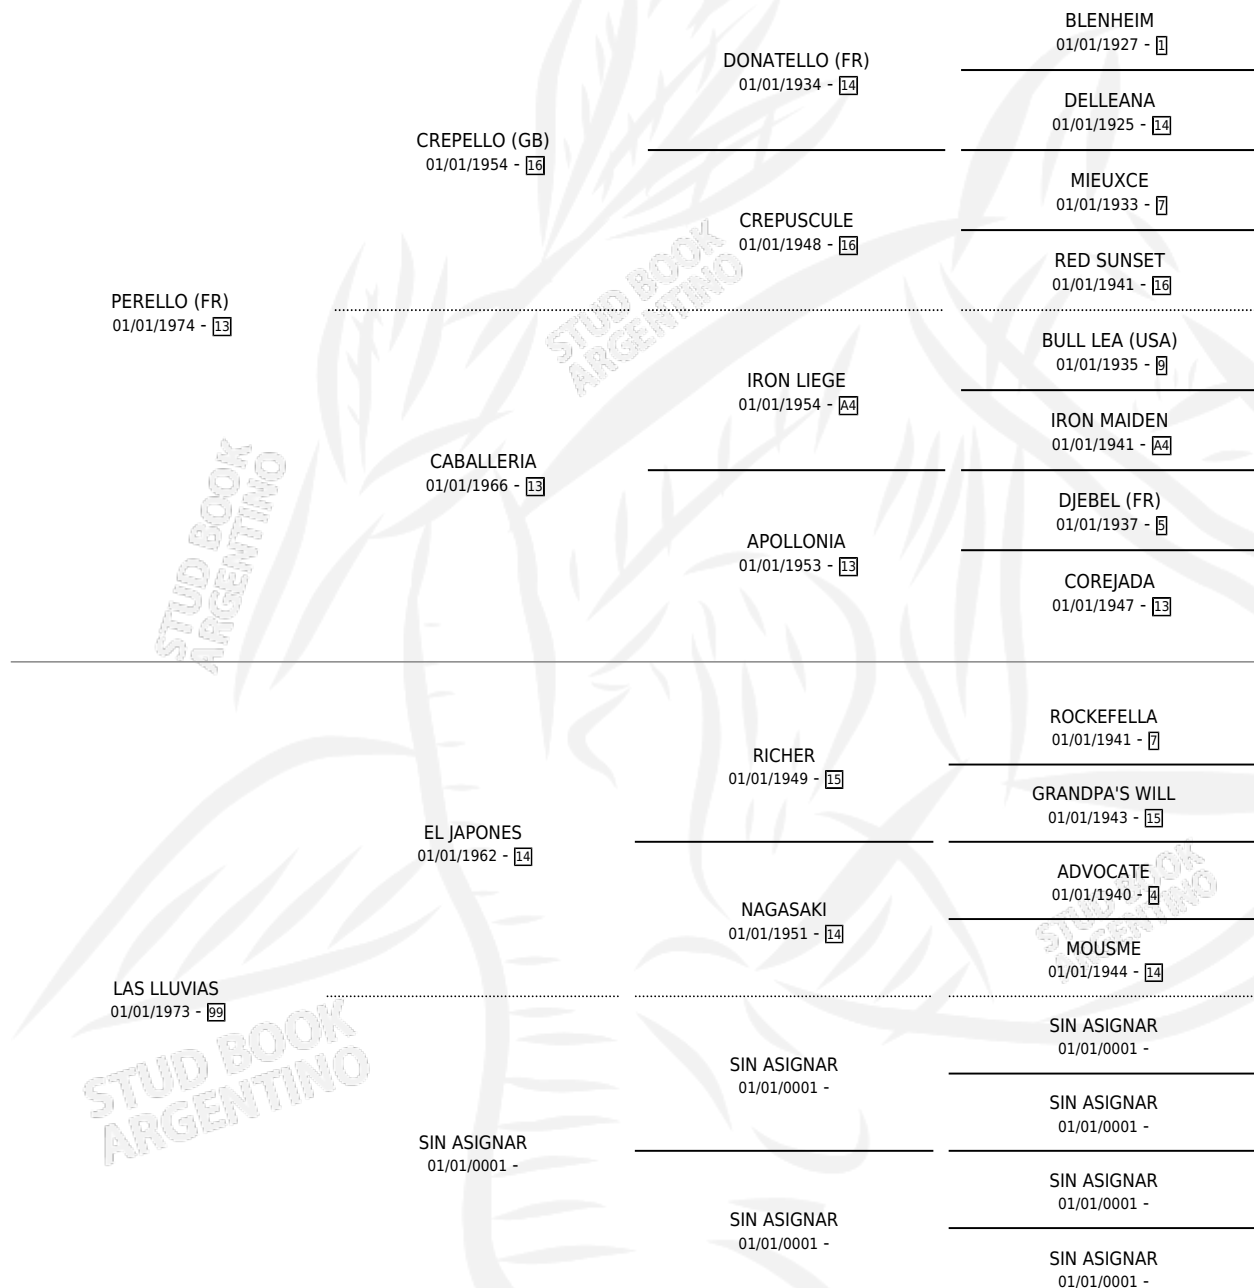 BLENHEIM
01/01/1927 - 1
DONATELLO (FR)
01/01/1934 - 14
DELLEANA
01/01/1925 - 14
CREPELLO (GB)
01/01/1954 - 16
MIEUXCE
01/01/1933 - 7
CREPUSCULE
01/01/1948 - 16
RED SUNSET
01/01/1941 - 16
STUD BOOK
ARGENTINO
PERELLO (FR)
01/01/1974 - 13
BULL LEA (USA)
01/01/1935 - 9
IRON LIEGE
01/01/1954 - A4
IRON MAIDEN
01/01/1941 - A4
CABALLERIA
01/01/1966 - 13
DJEBEL (FR)
01/01/1937 - 5
APOLLONIA
01/01/1953 - 13
COREJADA
01/01/1947 - 13
STUD BOOK
ARGENTINO
ROCKEFELLA
01/01/1941 - 7
RICHER
01/01/1949 - 15
GRANDPA'S WILL
01/01/1943 - 15
EL JAPONES
01/01/1962 - 14
ADVOCATE
01/01/1940 - 4
NAGASAKI
01/01/1951 - 14
MOUSME
01/01/1944 - 14
STUD BOOK
ARGENTINO
LAS LLUVIAS
01/01/1973 - 99
SIN ASIGNAR
01/01/0001 -
SIN ASIGNAR
01/01/0001 -
SIN ASIGNAR
01/01/0001 -
STUD BOOK
ARGENTINO
SIN ASIGNAR
01/01/0001 -
SIN ASIGNAR
01/01/0001 -
SIN ASIGNAR
01/01/0001 -
SIN ASIGNAR
01/01/0001 -